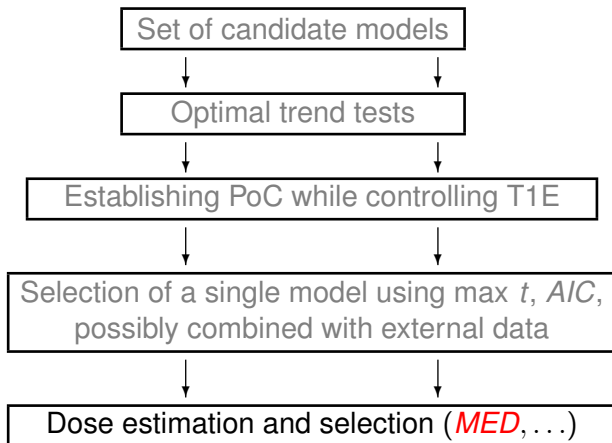 Set of candidate models
Optimal trend tests
Establishing PoC while controlling T1E
Selection of a single model using max t, AIC,
possibly combined with external data
Dose estimation and selection (MED, . . .)